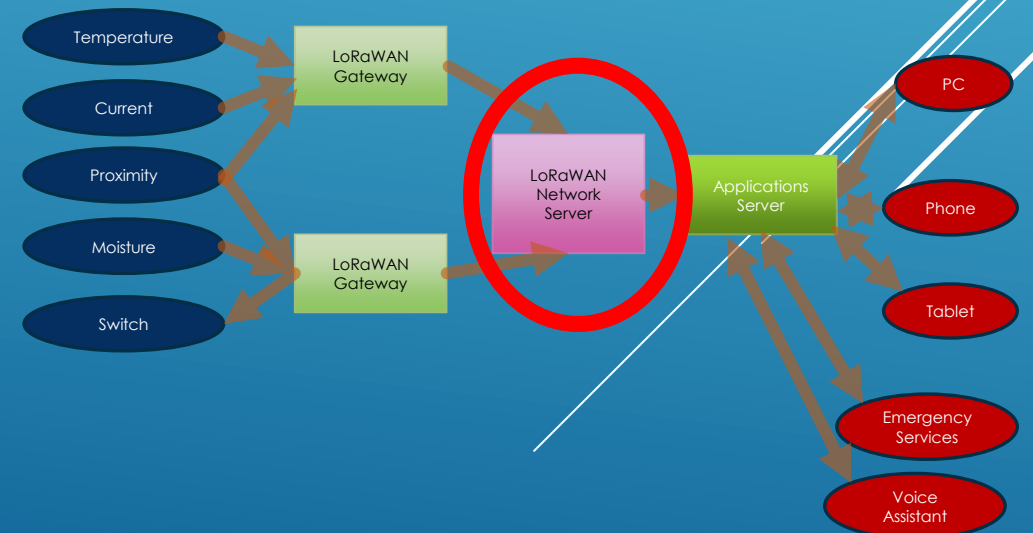 Temperature
Current
Proximity
Moisture
Switch
LoRaWAN
Gateway
LoRaWAN
Gateway
LoRaWAN
Network
Server
Applications
Server
PC
Phone
Tablet
Emergency
Services
Voice
Assistant